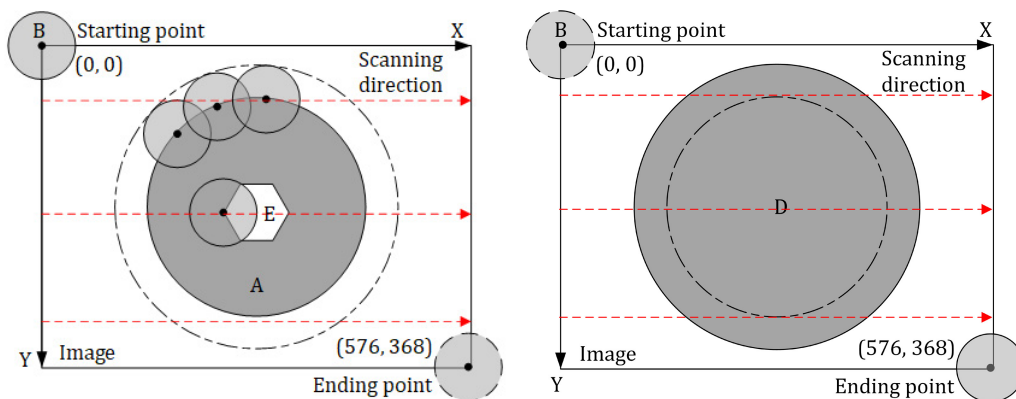 B
Starting point
X
(0, 0)
Scanning
direction
E
A
(576, 368)
Y
Image
Ending point
B
Starting point
X
(0, 0)
Scanning
direction
D
(576, 368)
Image
Y
Ending point